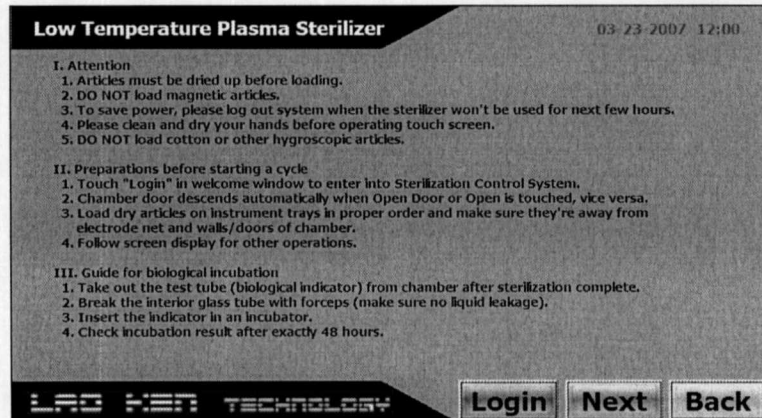 Low Temperature Plasma Sterilizer
03-23-2007 12:00
I. Attention
1. Articles must be dried up before loading.
2. DO NOT load magnetic articles.
3. To save power, please log out system when the sterilizer won't be used for next few hours.
4. Please clean and dry your hands before operating touch screen.
5. DO NOT load cotton or other hygroscopic articles.
II. Preparations before starting a cycle
1. Touch "Login" in welcome window to enter into Sterilization Control System.
2. Chamber door descends automatically when Open Door or Open is touched, vice versa.
3. Load dry articles on instrument trays in proper order and make sure they're away from
electrode net and walls/doors of chamber.
4. Follow screen display for other operations.
III. Guide for biological incubation
1. Take out the test tube (biological indicator) from chamber after sterilization complete.
2. Break the interior glass tube with forceps (make sure no liquid leakage).
3. Insert the indicator in an incubator.
4. Check incubation result after exactly 48 hours.
LAO KEN TECHNOLOGY
Login Next Back